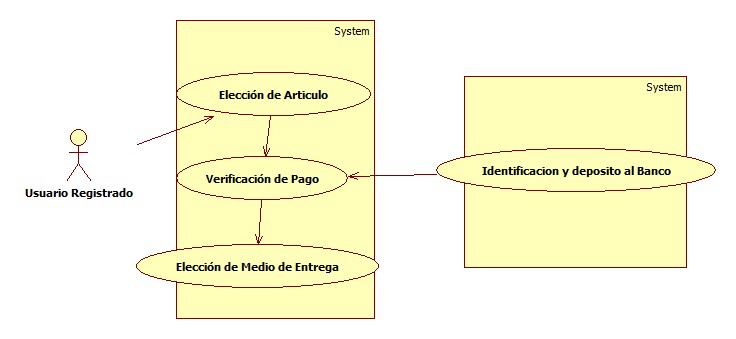 System
Elección de Articulo
System
Usuario Registrado
Verificación de Pago
Identificacion y deposito al Banco
Elección de Medio de Entrega